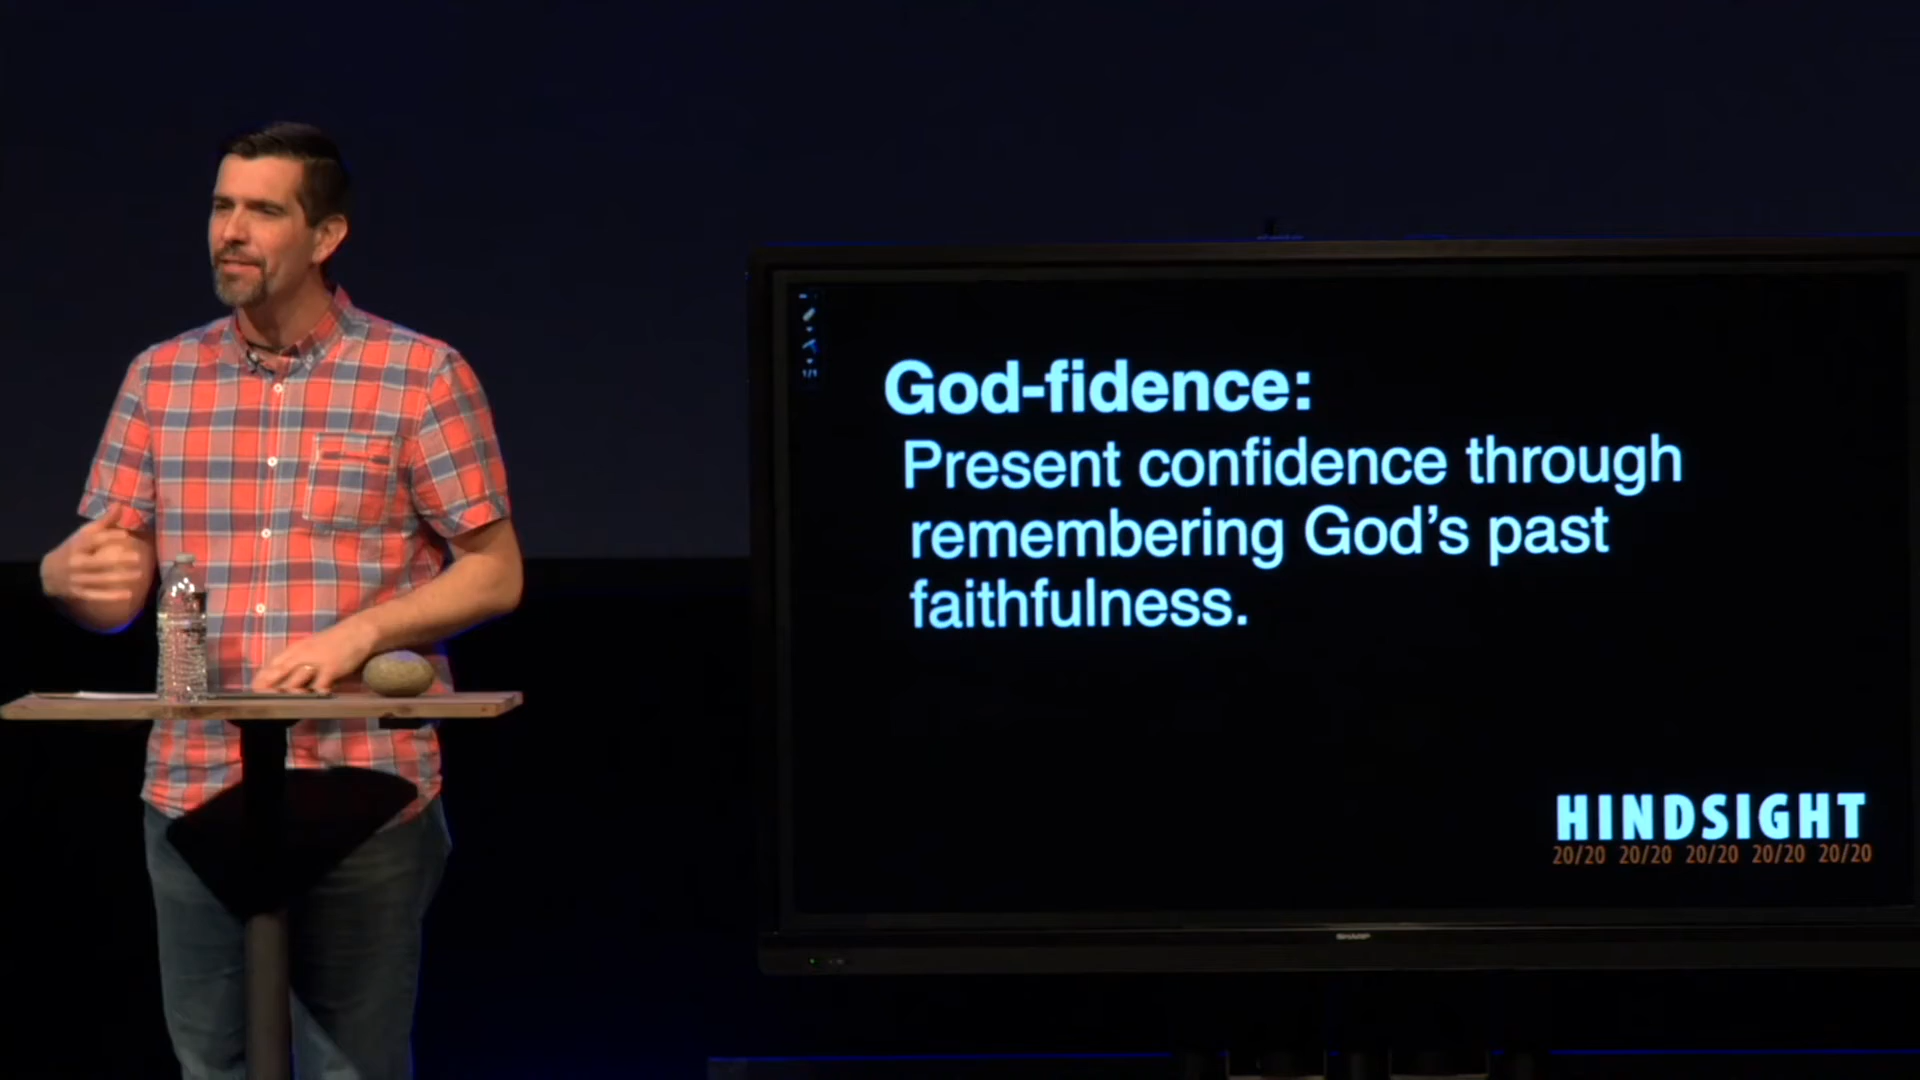 God-fidence:
Present confidence through
remembering God's past
faithfulness.
HINDSIGHT
20/20 20/20 20/20 20/20 20/20
SHARP